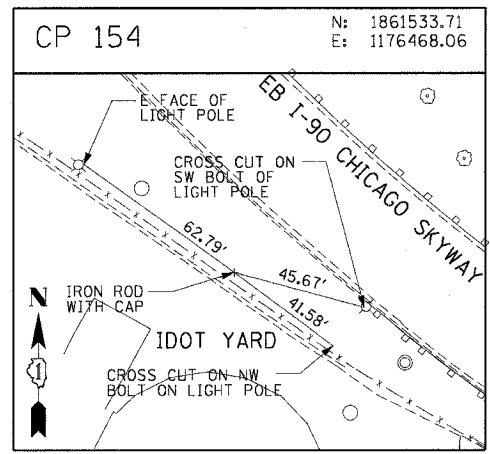 CP 154
N: 1861533.71
E: 1176468.06
E FACE OF
LIGHT POLE
EB I-90 CHICAGO SKYWAY
CROSS CUT ON
SW BOLT OF
LIGHT POLE
62.79'
45.67'
41.58'
IRON ROD
WITH CAP
N
1
IDOT YARD
CROSS CUT ON NW
BOLT ON LIGHT POLE